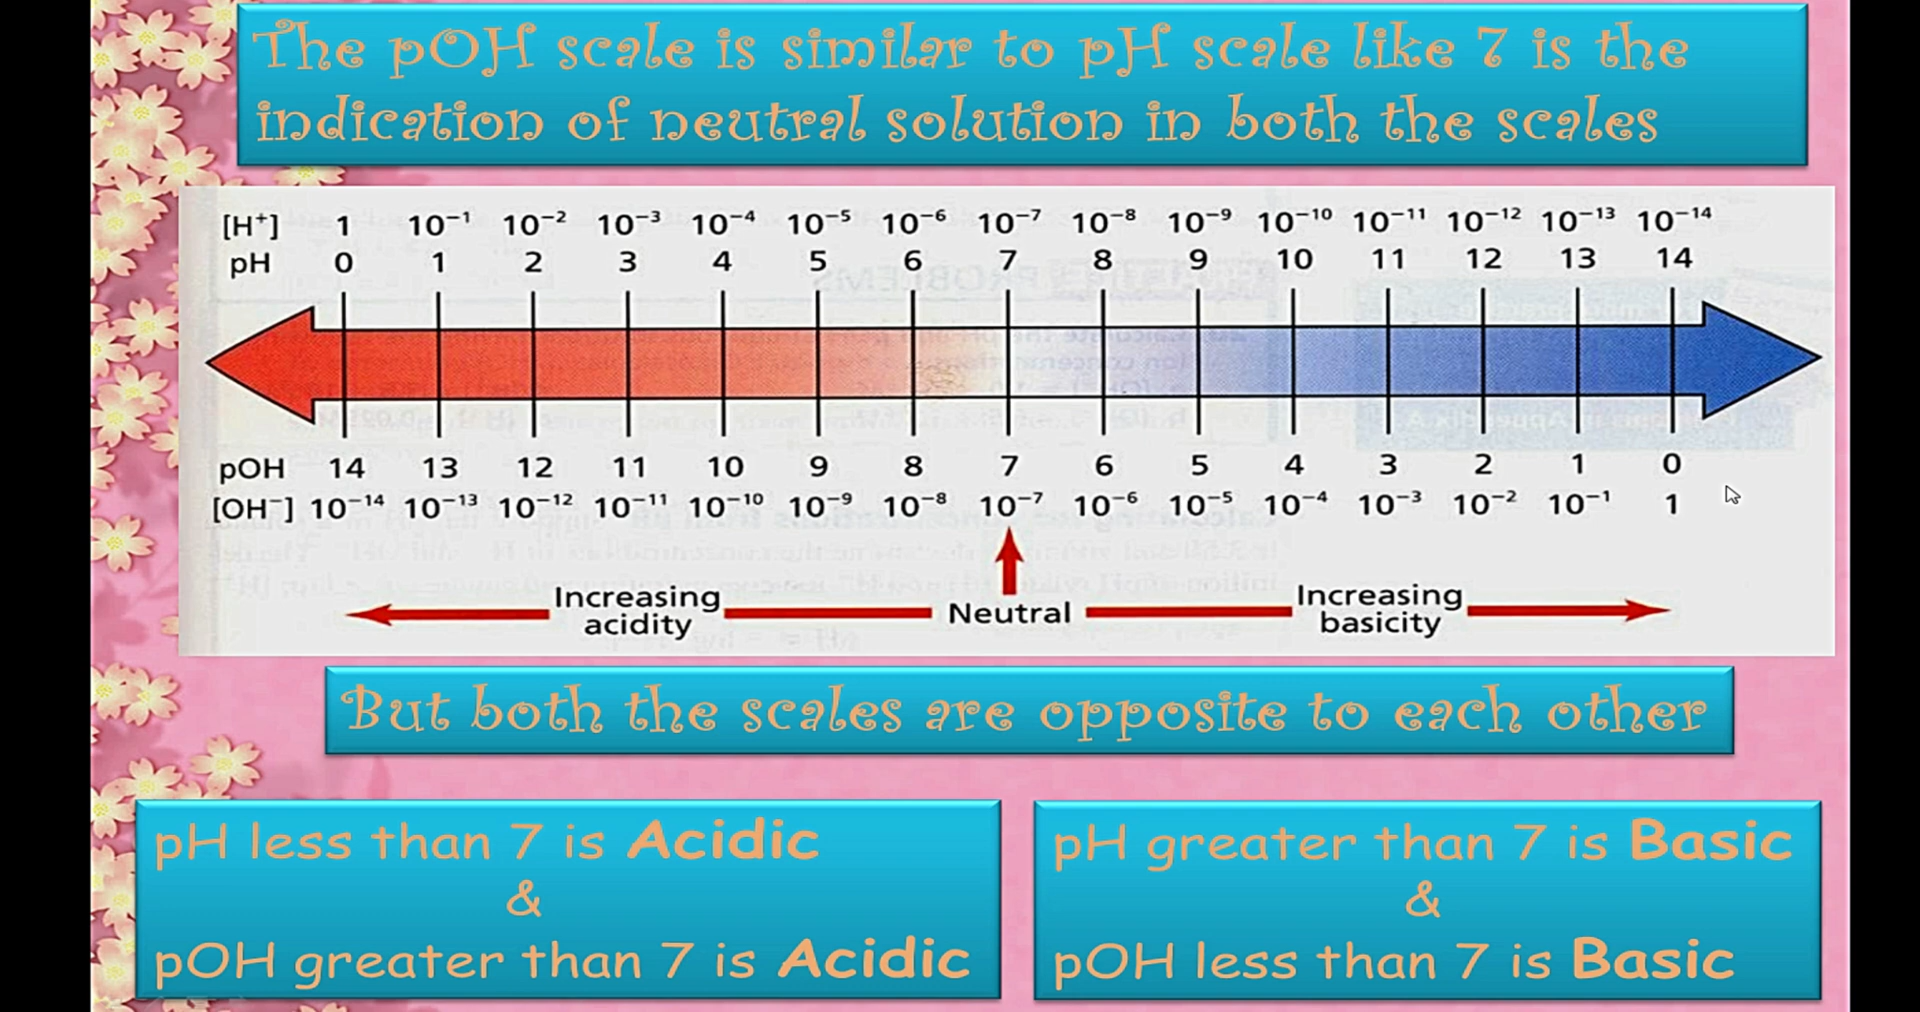 The pOH scale is similar to pH scale like 7 is the
indication of neutral solution in both the scales
[H⁺] 1 10⁻¹ 10⁻² 10⁻³ 10⁻⁴ 10⁻⁵ 10⁻⁶ 10⁻⁷ 10⁻⁸ 10⁻⁹ 10⁻¹⁰ 10⁻¹¹ 10⁻¹² 10⁻¹³ 10⁻¹⁴
pH 0 1 2 3 4 5 6 7 8 9 10 11 12 13 14
pOH 14 13 12 11 10 9 8 7 6 5 4 3 2 1 0
[OH⁻] 10⁻¹⁴ 10⁻¹³ 10⁻¹² 10⁻¹¹ 10⁻¹⁰ 10⁻⁹ 10⁻⁸ 10⁻⁷ 10⁻⁶ 10⁻⁵ 10⁻⁴ 10⁻³ 10⁻² 10⁻¹ 1
Increasing
acidity
Neutral
Increasing
basicity
But both the scales are opposite to each other
pH less than 7 is Acidic
&
pOH greater than 7 is Acidic
pH greater than 7 is Basic
&
pOH less than 7 is Basic